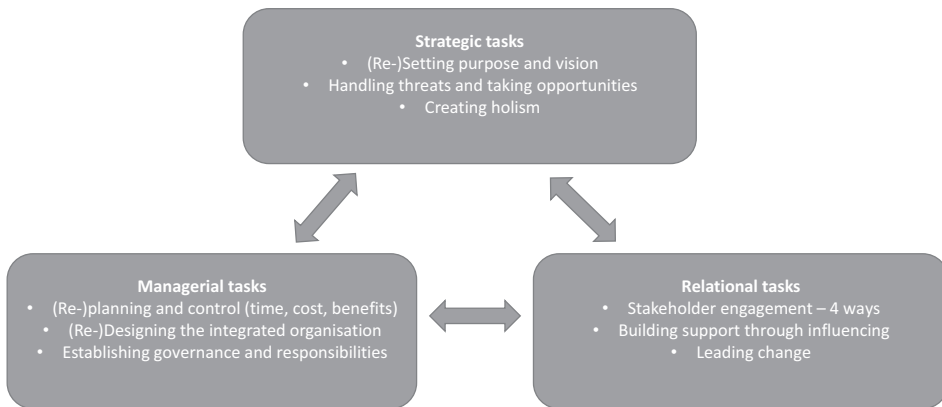 Strategic tasks
• (Re-)Setting purpose and vision
• Handling threats and taking opportunities
• Creating holism
Managerial tasks
• (Re-)planning and control (time, cost, benefits)
• (Re-)Designing the integrated organisation
• Establishing governance and responsibilities
Relational tasks
• Stakeholder engagement – 4 ways
• Building support through influencing
• Leading change